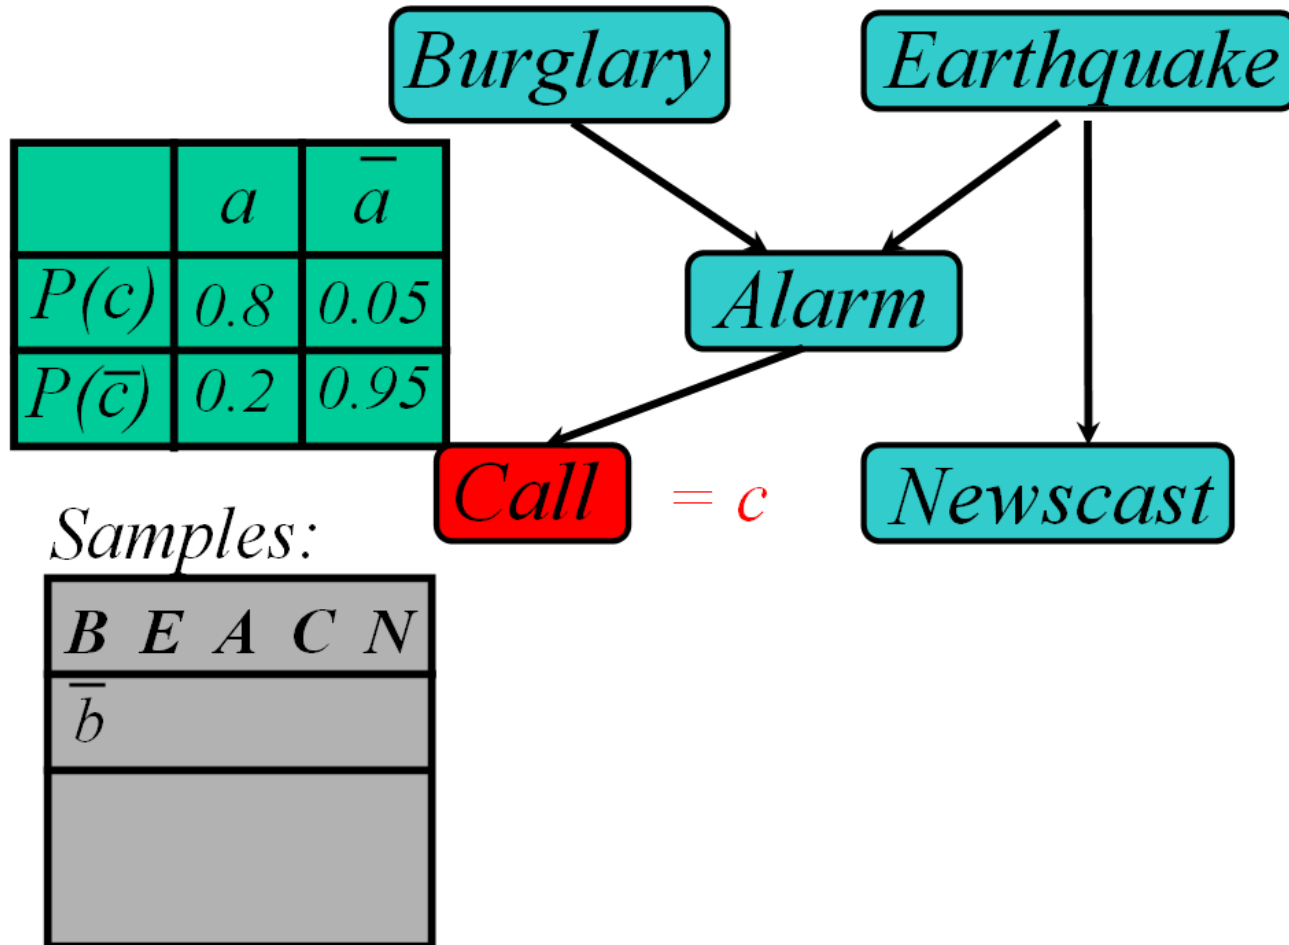 Burglary
Earthquake
a a̅
P(c) 0.8 0.05
P(c̅) 0.2 0.95
Alarm
Call = c
Newscast
Samples:
B E A C N
b̅